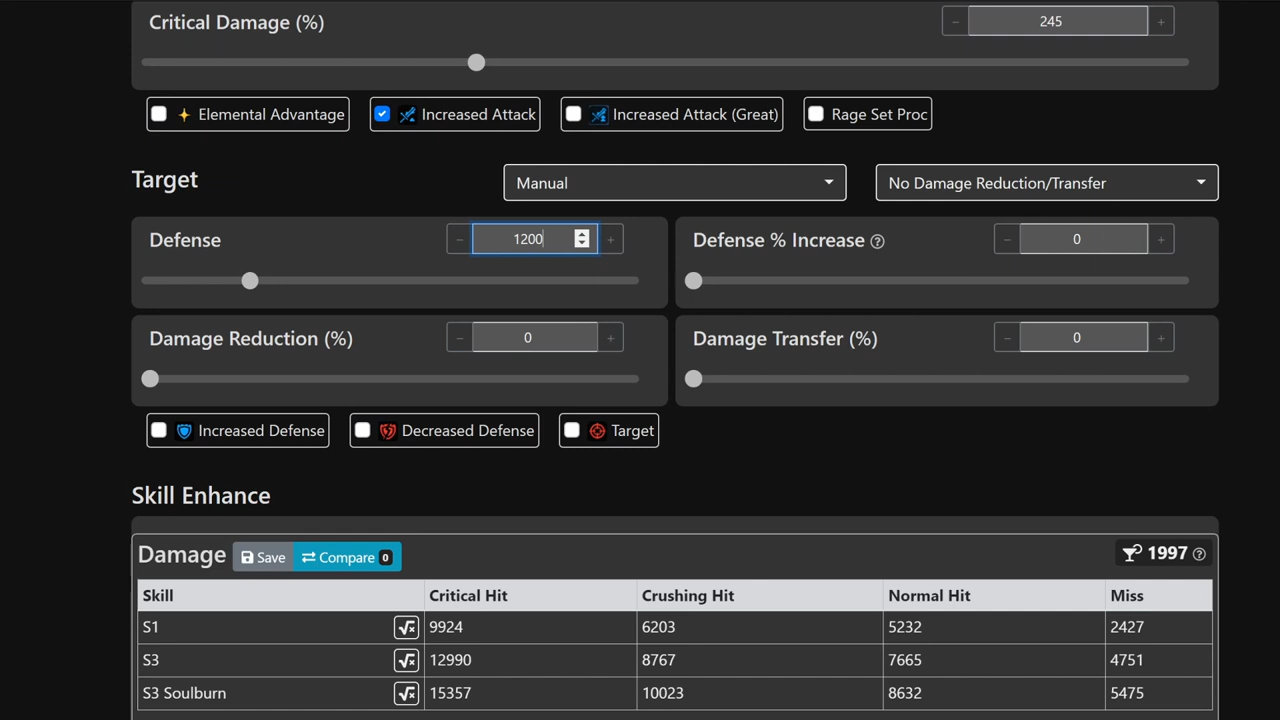 Critical Damage (%)
− 245 +
Elemental Advantage Increased Attack Increased Attack (Great) Rage Set Proc
Target Manual No Damage Reduction/Transfer
Defense − 1200 + Defense % Increase ? − 0 +
Damage Reduction (%) − 0 + Damage Transfer (%) − 0 +
Increased Defense Decreased Defense Target
Skill Enhance
Damage Save Compare 0 1997 ?
Skill Critical Hit Crushing Hit Normal Hit Miss
S1 √x 9924 6203 5232 2427
S3 √x 12990 8767 7665 4751
S3 Soulburn √x 15357 10023 8632 5475